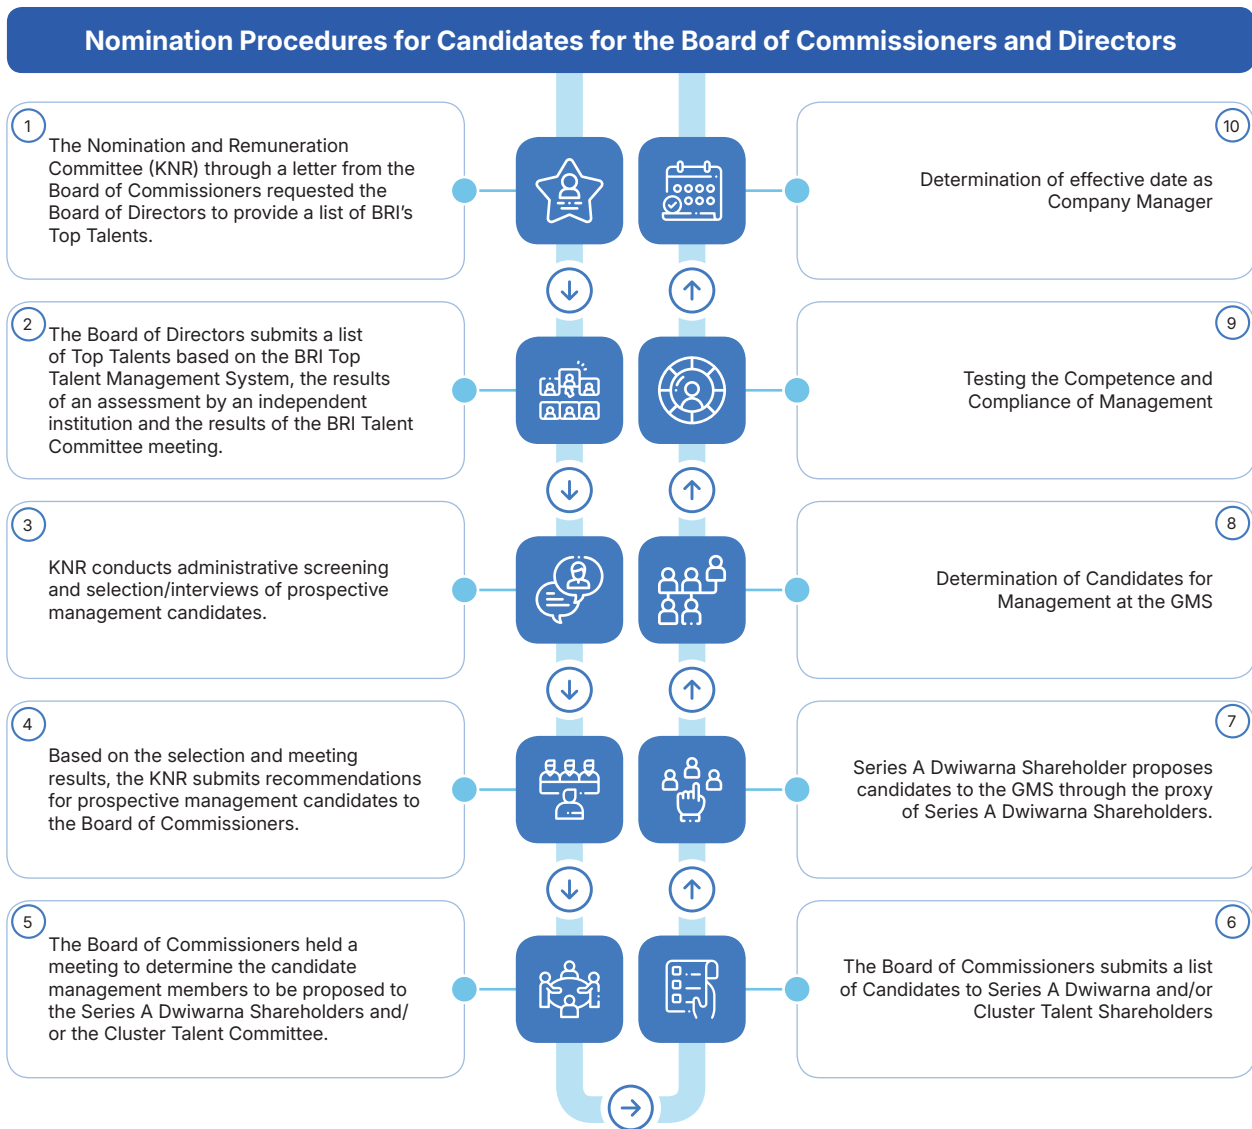 Nomination Procedures for Candidates for the Board of Commissioners and Directors
1
The Nomination and Remuneration
Committee (KNR) through a letter from the
Board of Commissioners requested the
Board of Directors to provide a list of BRI’s
Top Talents.
2
The Board of Directors submits a list
of Top Talents based on the BRI Top
Talent Management System, the results
of an assessment by an independent
institution and the results of the BRI Talent
Committee meeting.
3
KNR conducts administrative screening
and selection/interviews of prospective
management candidates.
4
Based on the selection and meeting
results, the KNR submits recommendations
for prospective management candidates to
the Board of Commissioners.
5
The Board of Commissioners held a
meeting to determine the candidate
management members to be proposed to
the Series A Dwiwarna Shareholders and/
or the Cluster Talent Committee.
6
The Board of Commissioners submits a list
of Candidates to Series A Dwiwarna and/or
Cluster Talent Shareholders
7
Series A Dwiwarna Shareholder proposes
candidates to the GMS through the proxy
of Series A Dwiwarna Shareholders.
8
Determination of Candidates for
Management at the GMS
9
Testing the Competence and
Compliance of Management
10
Determination of effective date as
Company Manager